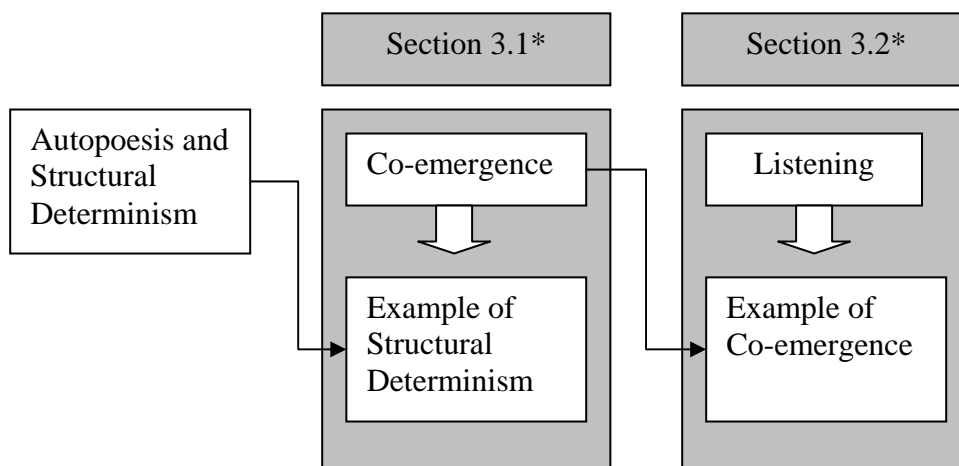 Section 3.1*
Section 3.2*
Autopoesis and
Structural
Determinism
Co-emergence
Listening
Example of
Structural
Determinism
Example of
Co-emergence